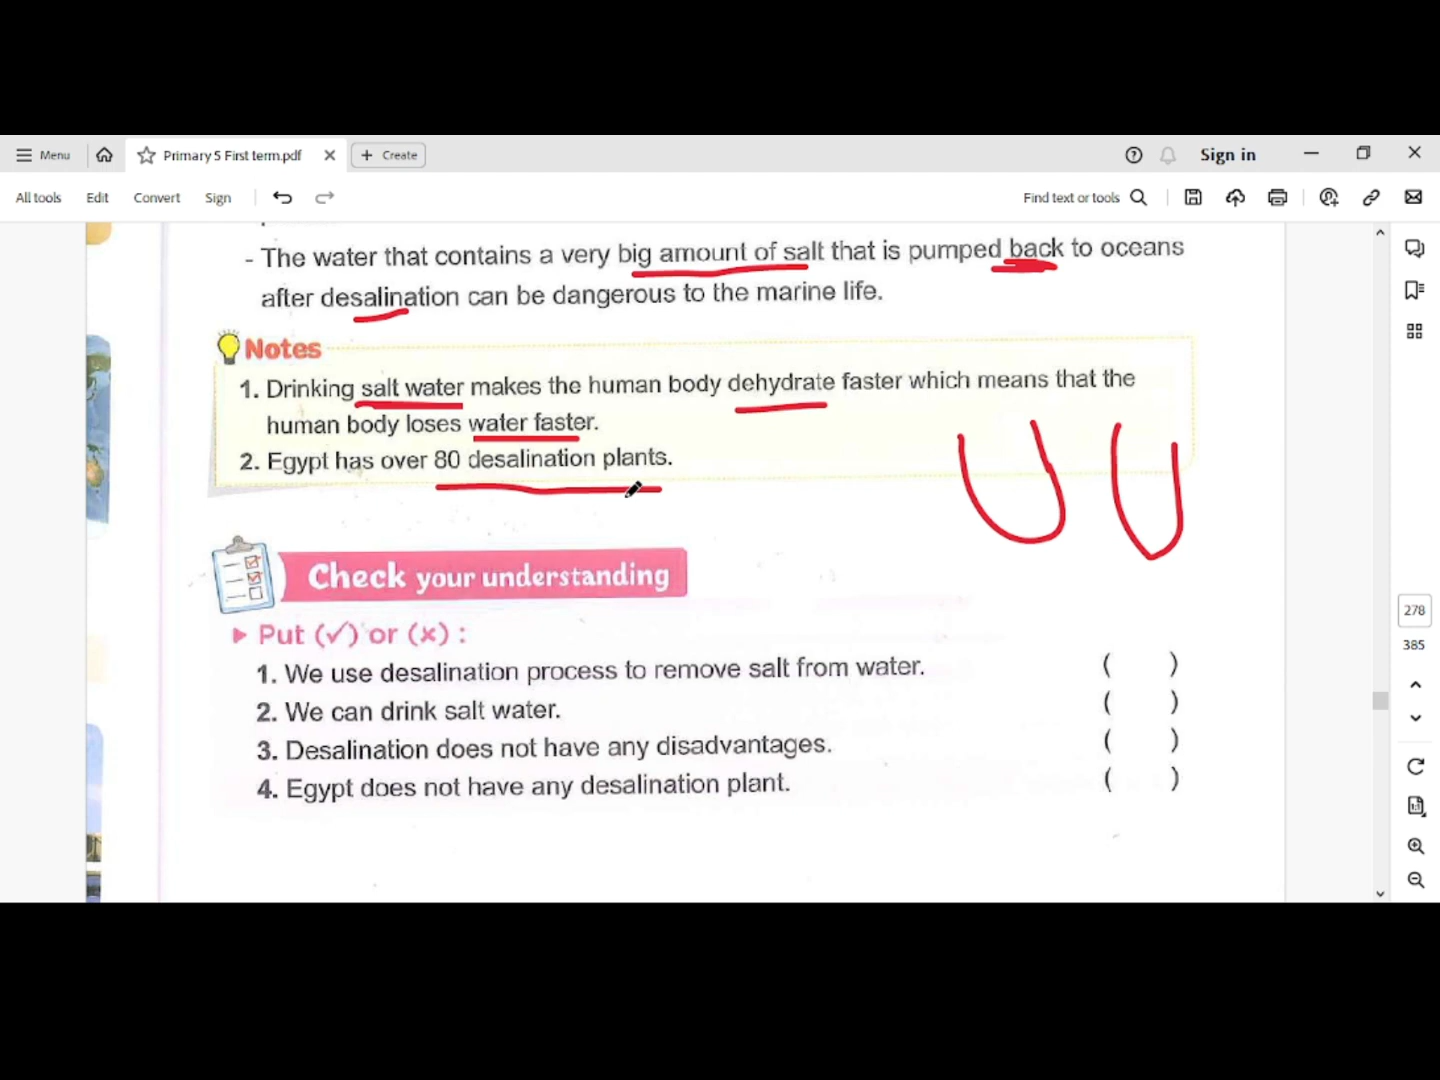 Menu
Primary 5 First term.pdf
Create
Sign in
All tools
Edit
Convert
Sign
Find text or tools
- The water that contains a very big amount of salt that is pumped back to oceans
after desalination can be dangerous to the marine life.
Notes
1. Drinking salt water makes the human body dehydrate faster which means that the
human body loses water faster.
2. Egypt has over 80 desalination plants.
Check your understanding
Put (✓) or (×) :
1. We use desalination process to remove salt from water. ( )
2. We can drink salt water. ( )
3. Desalination does not have any disadvantages. ( )
4. Egypt does not have any desalination plant. ( )
278
385